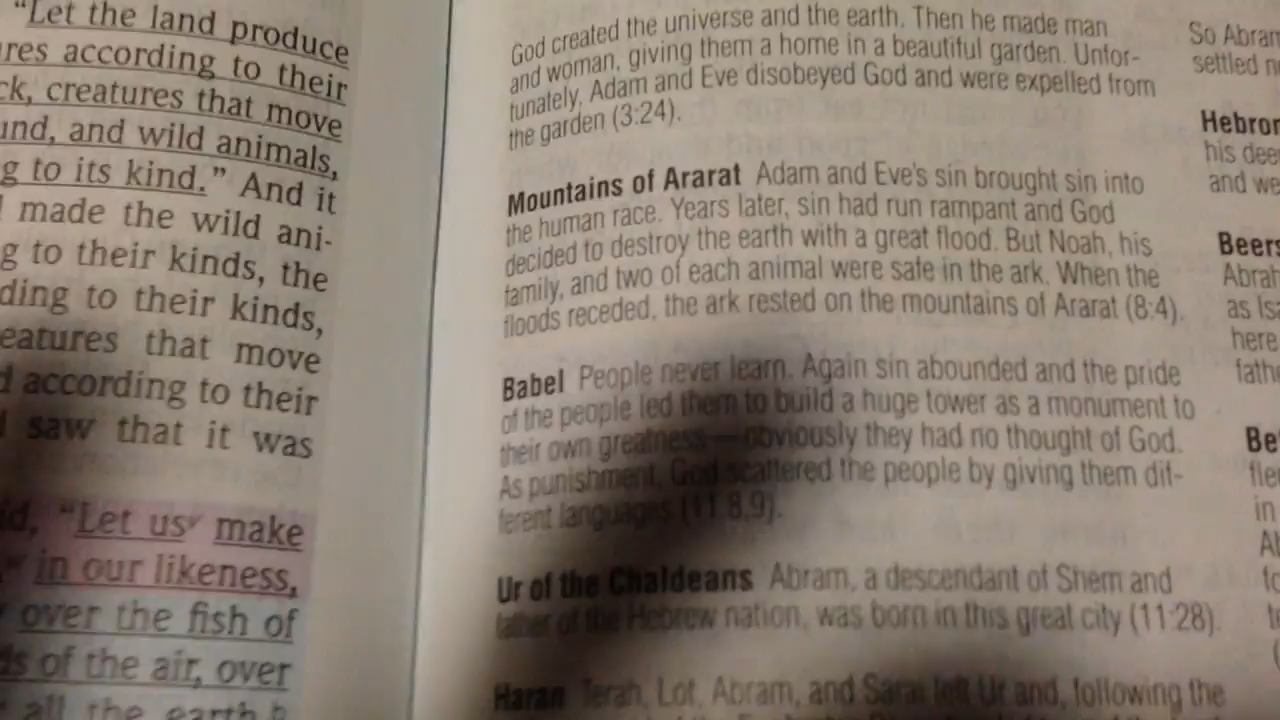 "Let the land produce
ures according to their
ck, creatures that move
und, and wild animals,
g to its kind." And it
made the wild ani-
g to their kinds, the
ding to their kinds,
eatures that move
d according to their
saw that it was
id, "Let us make
in our likeness,
over the fish of
ds of the air, over
all the earth
God created the universe and the earth. Then he made man
and woman, giving them a home in a beautiful garden. Unfor-
tunately, Adam and Eve disobeyed God and were expelled from
the garden (3:24).
Mountains of Ararat Adam and Eve's sin brought sin into
the human race. Years later, sin had run rampant and God
decided to destroy the earth with a great flood. But Noah, his
family, and two of each animal were safe in the ark. When the
floods receded, the ark rested on the mountains of Ararat (8:4).
Babel People never learn. Again sin abounded and the pride
of the people led them to build a huge tower as a monument to
their own greatness—obviously they had no thought of God.
As punishment, God scattered the people by giving them dif-
ferent languages (11:8,9).
Ur of the Chaldeans Abram, a descendant of Shem and
father of the Hebrew nation, was born in this great city (11:28).
Haran Terah, Lot, Abram, and Sarai left Ur and, following the
So Abram
settled
Hebron
his
and we
Beers
Abrah
as Isa
here
fathe
Be
fled
in